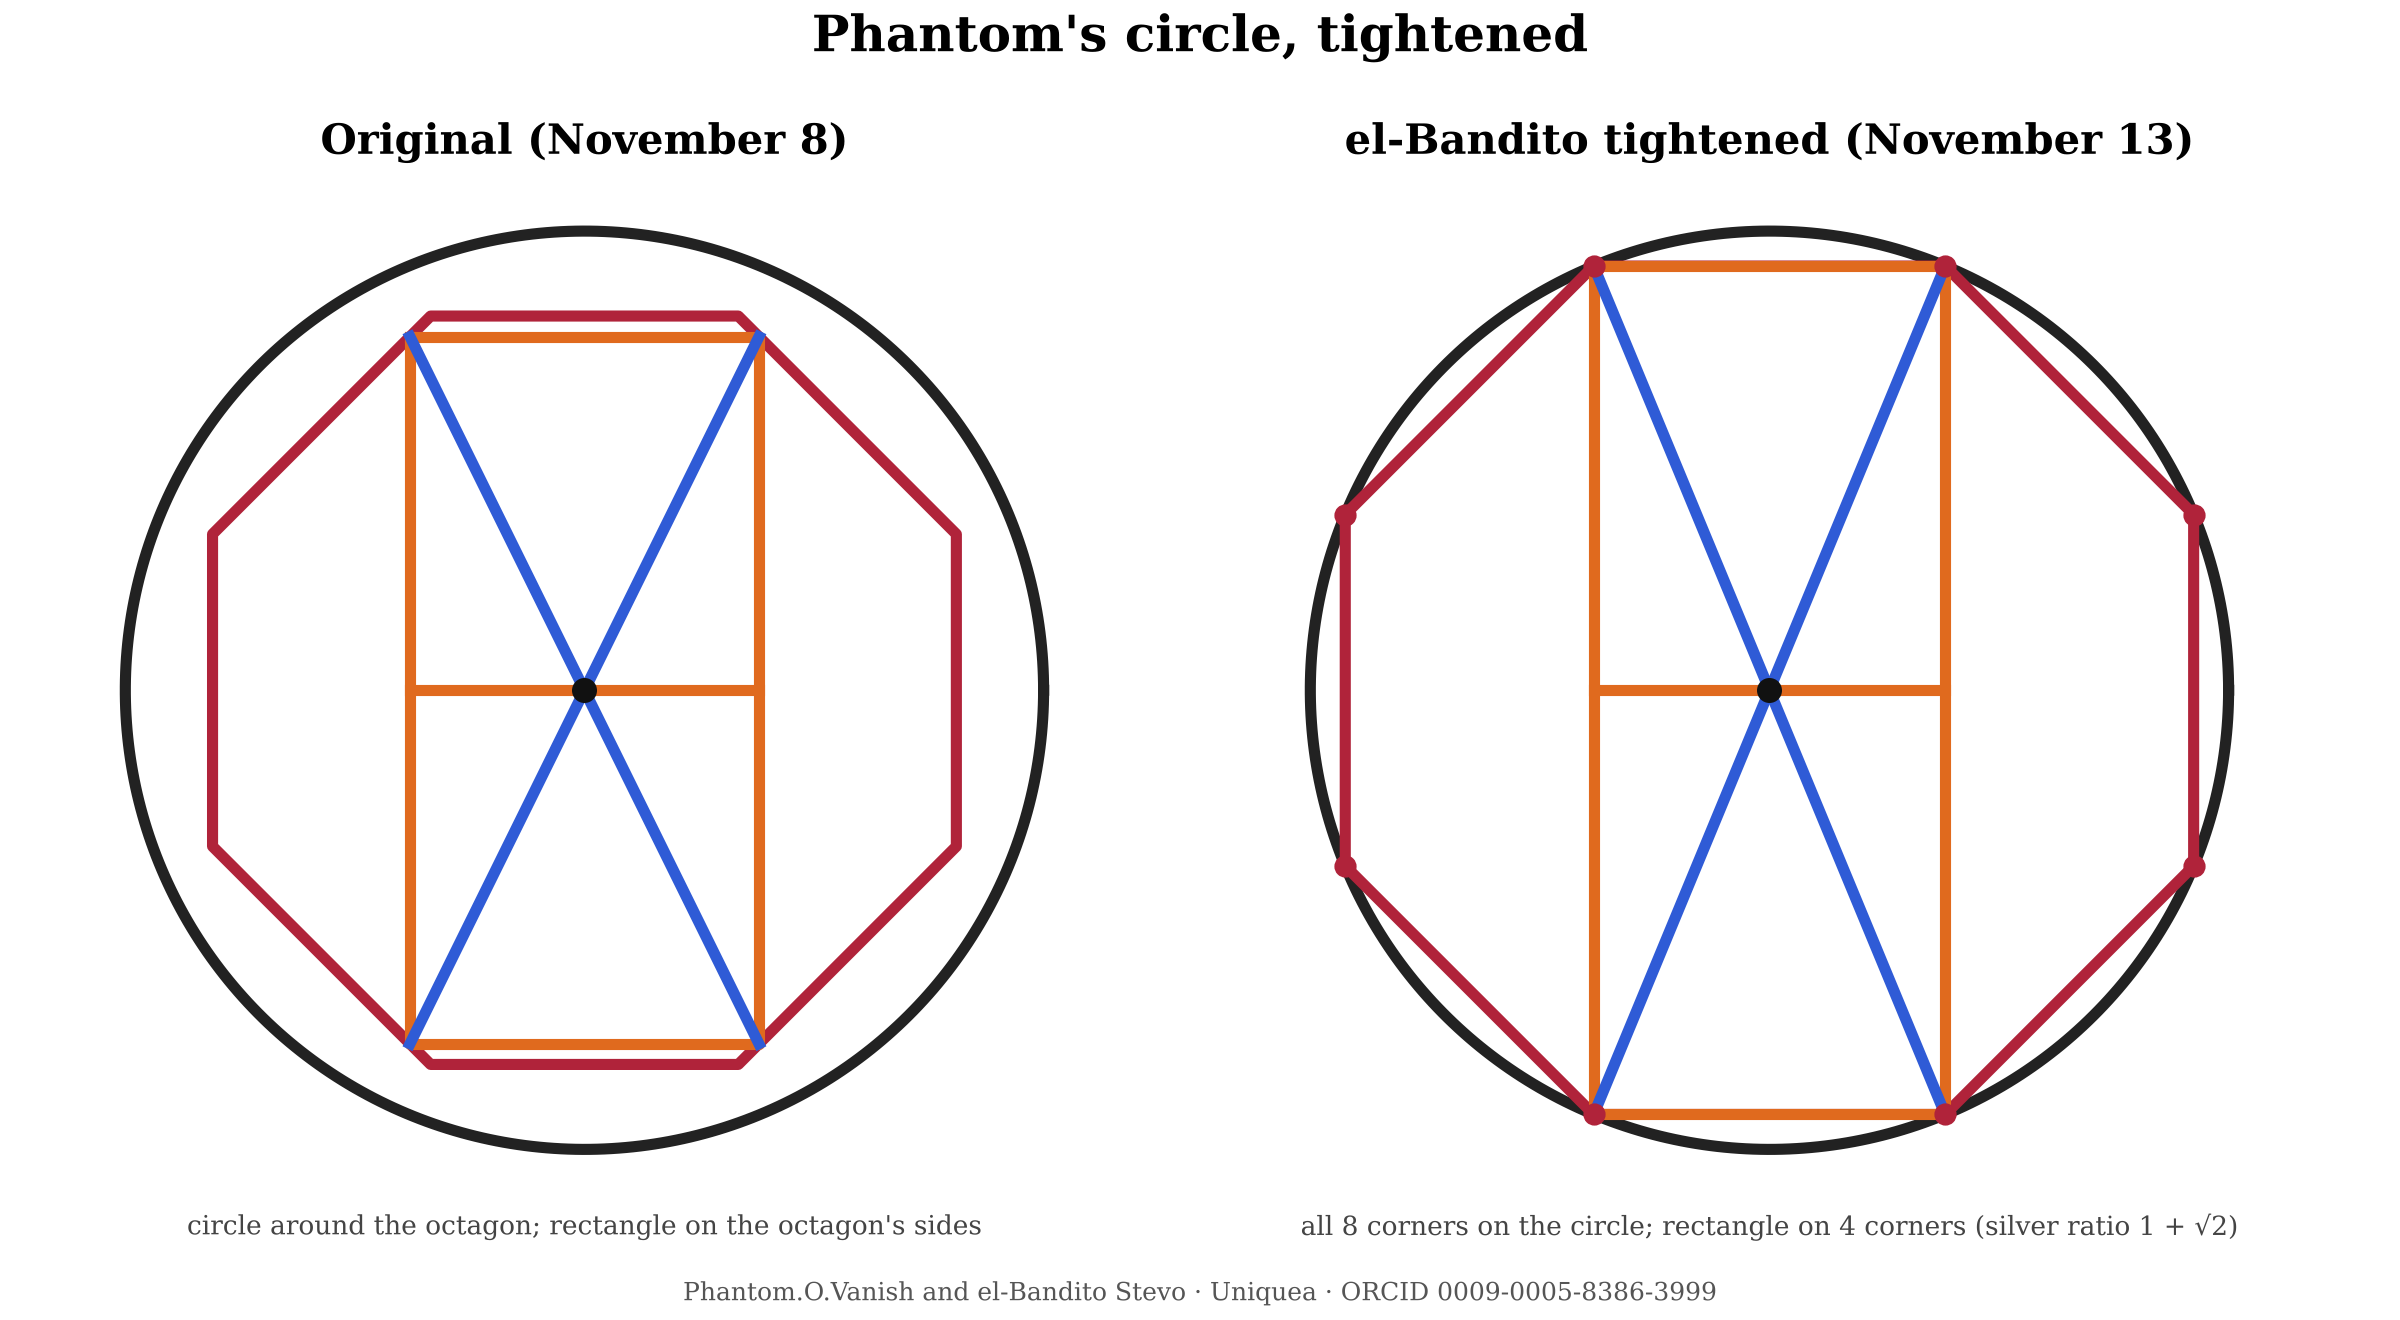 Phantom's circle, tightened
Original (November 8)
el-Bandito tightened (November 13)
circle around the octagon; rectangle on the octagon's sides
all 8 corners on the circle; rectangle on 4 corners (silver ratio 1 + √2)
Phantom.O.Vanish and el-Bandito Stevo · Uniquea · ORCID 0009-0005-8386-3999